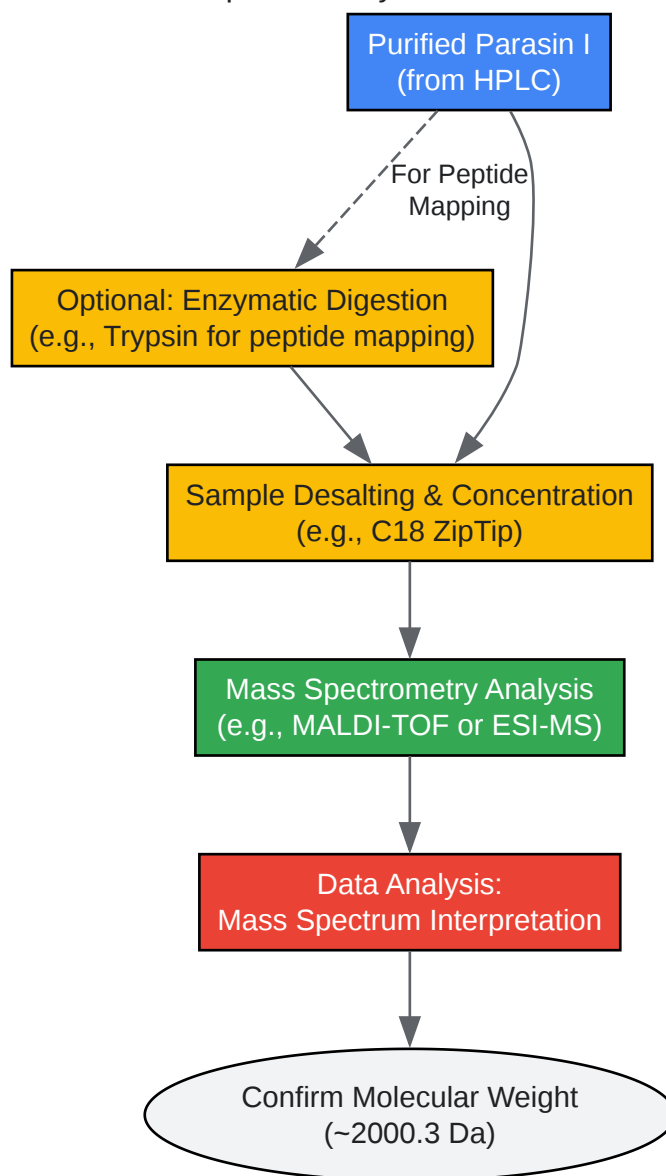 Purified Parasin I
(from HPLC)
For Peptide
Mapping
Optional: Enzymatic Digestion
(e.g., Trypsin for peptide mapping)
Sample Desalting & Concentration
(e.g., C18 ZipTip)
Mass Spectrometry Analysis
(e.g., MALDI-TOF or ESI-MS)
Data Analysis:
Mass Spectrum Interpretation
Confirm Molecular Weight
(~2000.3 Da)